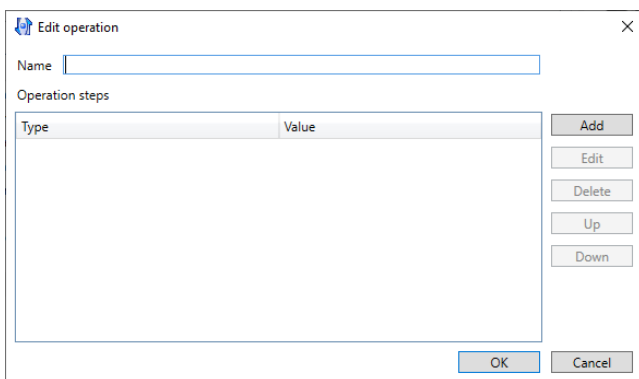 Edit operation
Name
Operation steps
Type Value
Add
Edit
Delete
Up
Down
OK Cancel